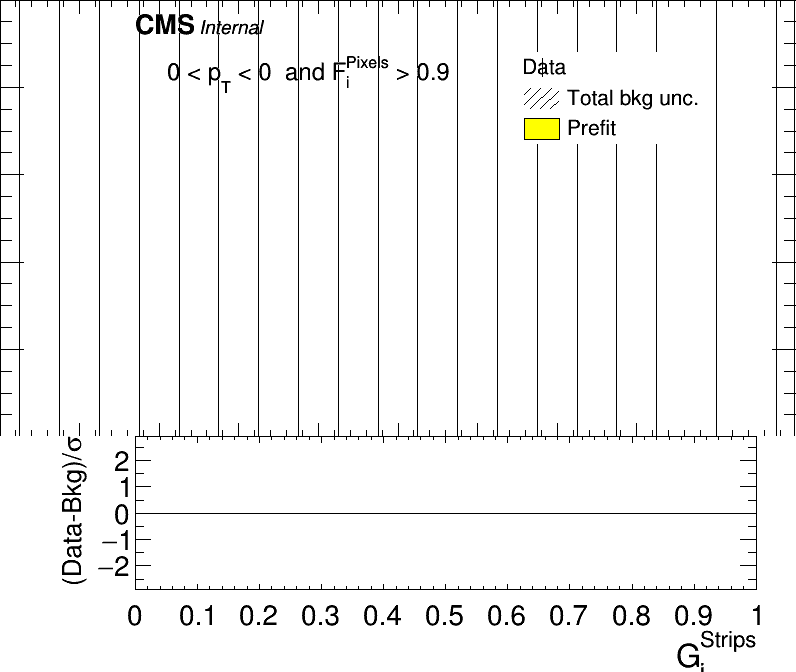 CMS Internal
0 < p_T < 0 and F_i^Pixels > 0.9
Data
Total bkg unc.
Prefit
(Data-Bkg)/σ
2
1
0
−1
−2
0 0.1 0.2 0.3 0.4 0.5 0.6 0.7 0.8 0.9 1
G_i^Strips